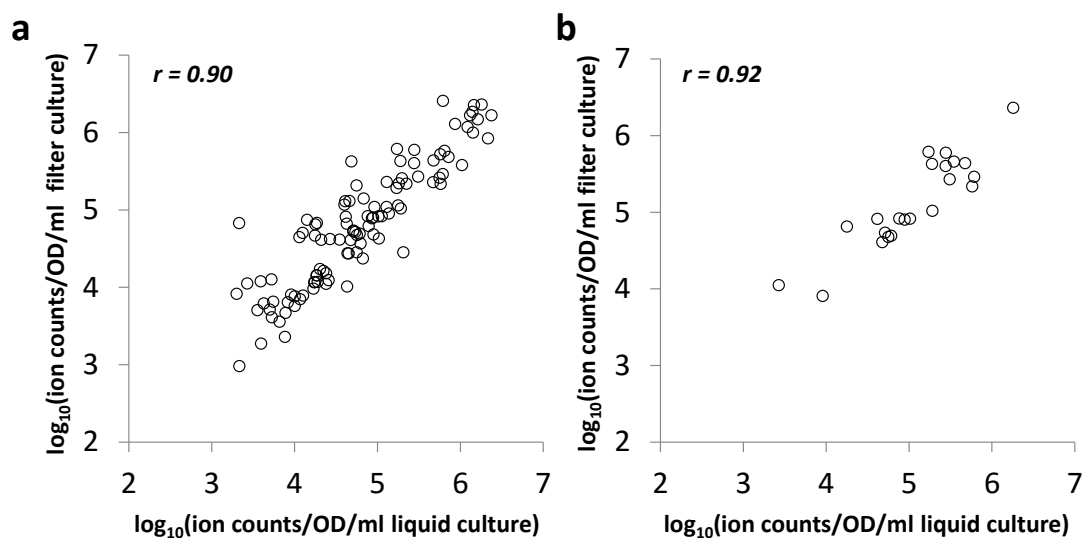 a
r = 0.90
log₁₀(ion counts/OD/ml filter culture)
7
6
5
4
3
2
2 3 4 5 6 7
log₁₀(ion counts/OD/ml liquid culture)
b
r = 0.92
log₁₀(ion counts/OD/ml filter culture)
7
6
5
4
3
2
2 3 4 5 6 7
log₁₀(ion counts/OD/ml liquid culture)